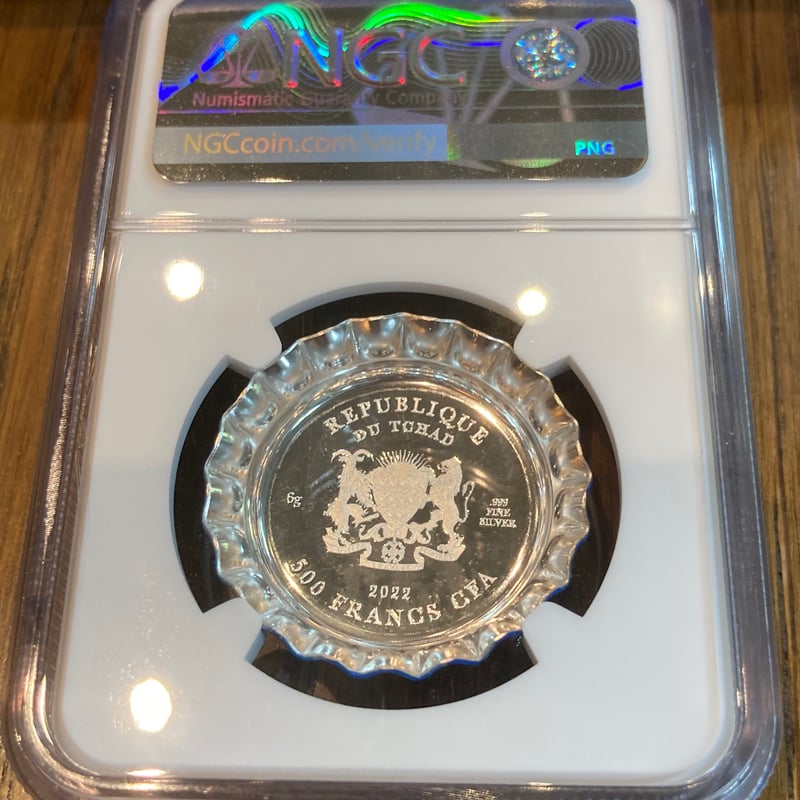 NGC
Numismatic Guaranty Company
NGCcoin.com/verify
PNG
REPUBLIQUE
DU TCHAD
6g
.999
FINE
SILVER
2022
500 FRANCS CFA